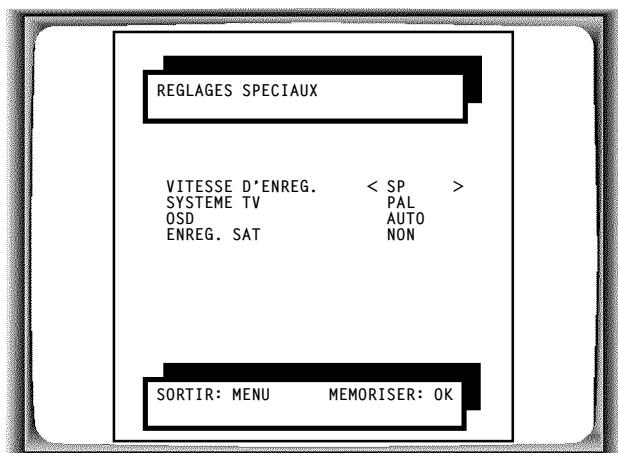 REGLAGES SPECIAUX
VITESSE D'ENREG. < SP >
SYSTEME TV PAL
OSD AUTO
ENREG. SAT NON
SORTIR: MENU MEMORISER: OK